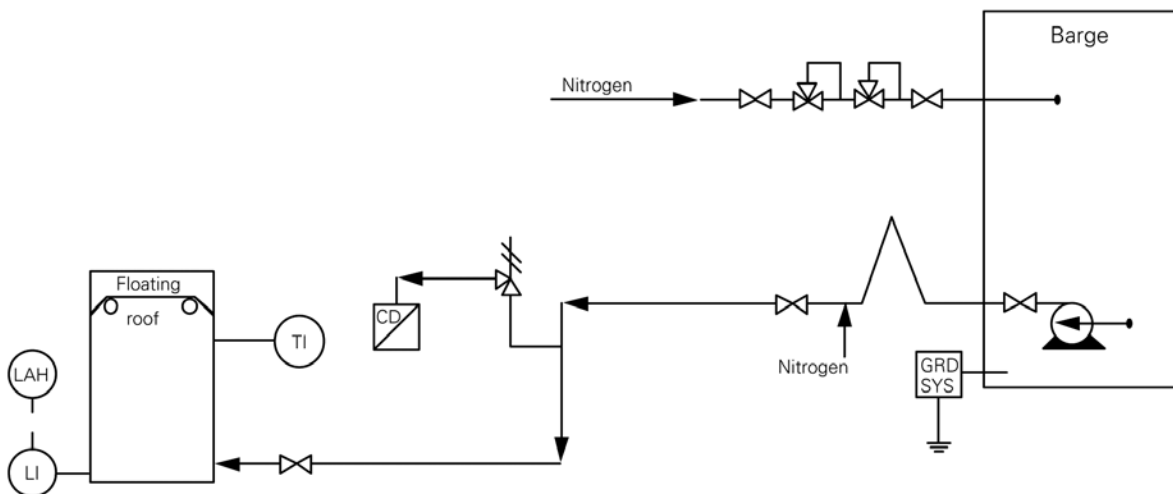 Barge
Nitrogen
Floating
roof
CD
TI
Nitrogen
GRD
SYS
LAH
LI